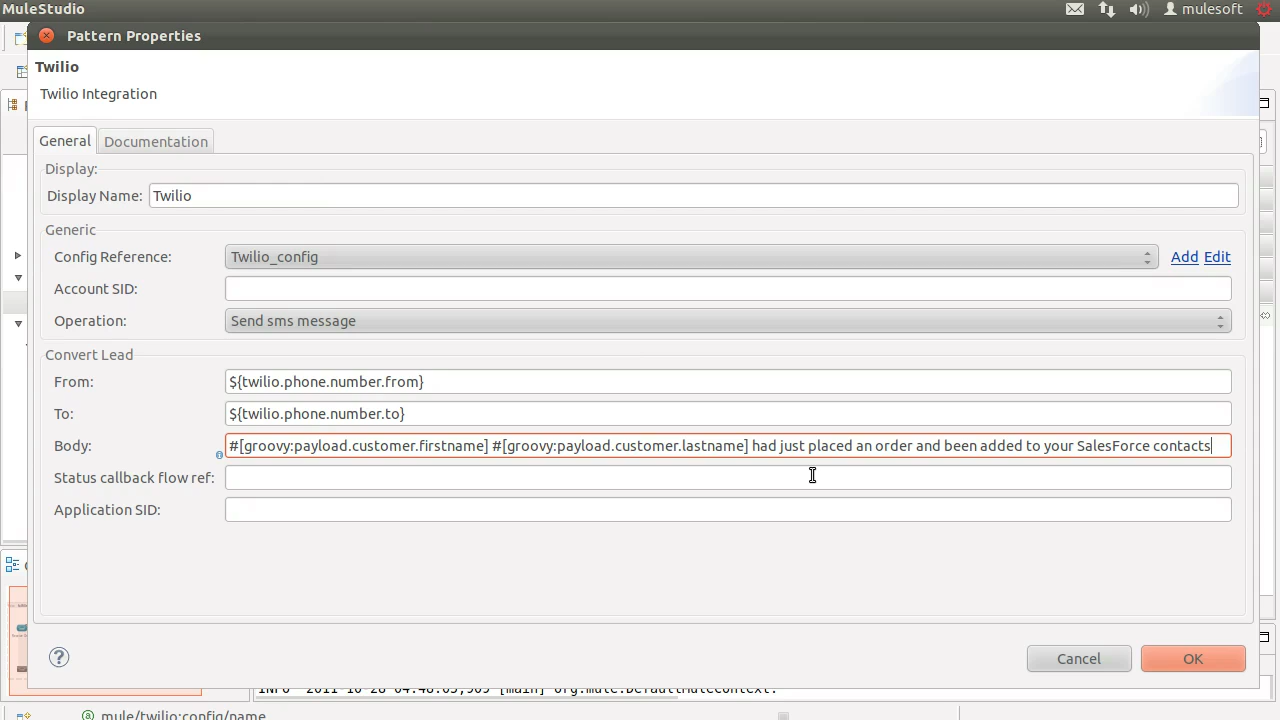 MuleStudio
mulesoft
Pattern Properties
Twilio
Twilio Integration
General
Documentation
Display:
Display Name: Twilio
Generic
Config Reference: Twilio_config Add Edit
Account SID:
Operation: Send sms message
Convert Lead
From: ${twilio.phone.number.from}
To: ${twilio.phone.number.to}
Body: #[groovy:payload.customer.firstname] #[groovy:payload.customer.lastname] had just placed an order and been added to your SalesForce contacts
Status callback flow ref:
Application SID:
Cancel
OK
mule/twilio:config/name